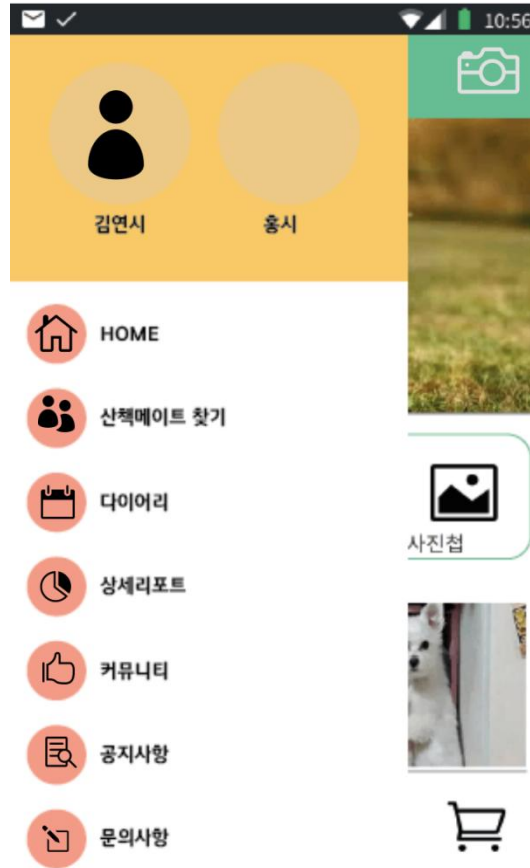 10:56
김연시
홍시
HOME
산책메이트 찾기
다이어리
상세리포트
커뮤니티
공지사항
문의사항
사진첩